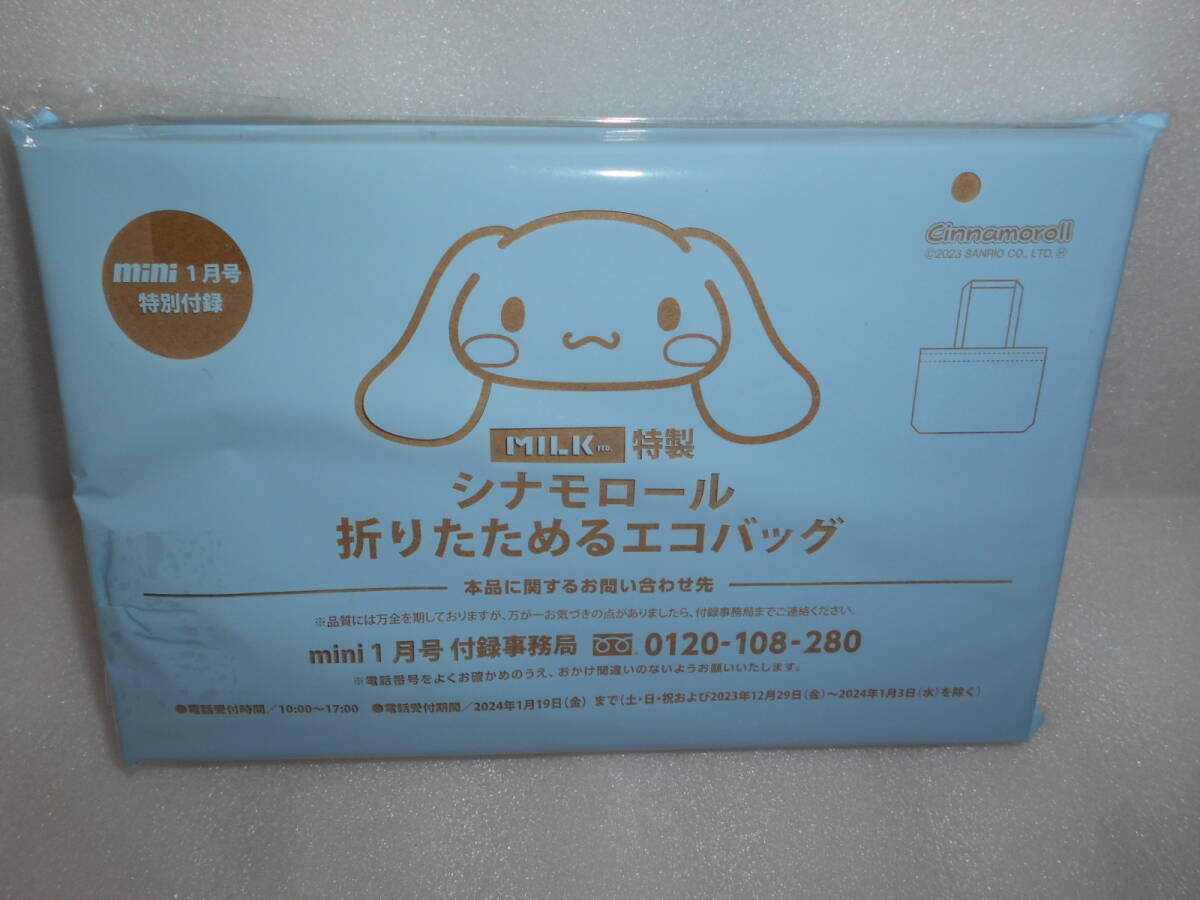 mini 1月号
特別付録
Cinnamoroll
©2023 SANRIO CO., LTD. Ⓗ
MILK FED. 特製
シナモロール
折りたためるエコバッグ
本品に関するお問い合わせ先
※品質には万全を期しておりますが、万が一お気づきの点がありましたら、付録事務局までご連絡ください。
mini 1月号 付録事務局 0120-108-280
※電話番号をよくお確かめのうえ、おかけ間違いのないようお願いいたします。
●電話受付時間/10:00〜17:00 ●電話受付期間/2024年1月19日(金)まで(土・日・祝および2023年12月29日(金)〜2024年1月3日(水)を除く)